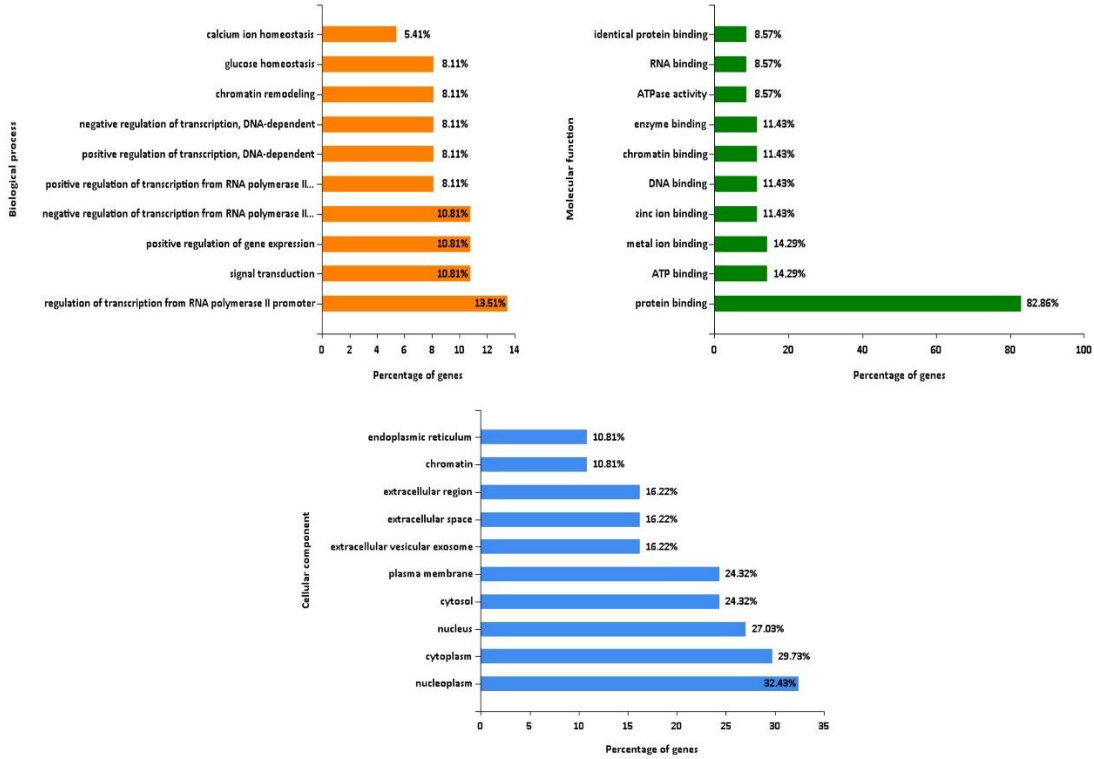 Biological process
calcium ion homeostasis 5.41%
glucose homeostasis 8.11%
chromatin remodeling 8.11%
negative regulation of transcription, DNA-dependent 8.11%
positive regulation of transcription, DNA-dependent 8.11%
positive regulation of transcription from RNA polymerase II... 8.11%
negative regulation of transcription from RNA polymerase II... 10.81%
positive regulation of gene expression 10.81%
signal transduction 10.81%
regulation of transcription from RNA polymerase II promoter 13.51%
0 2 4 6 8 10 12 14
Percentage of genes
Molecular function
identical protein binding 8.57%
RNA binding 8.57%
ATPase activity 8.57%
enzyme binding 11.43%
chromatin binding 11.43%
DNA binding 11.43%
zinc ion binding 11.43%
metal ion binding 14.29%
ATP binding 14.29%
protein binding 82.86%
0 20 40 60 80 100
Percentage of genes
Cellular component
endoplasmic reticulum 10.81%
chromatin 10.81%
extracellular region 16.22%
extracellular space 16.22%
extracellular vesicular exosome 16.22%
plasma membrane 24.32%
cytosol 24.32%
nucleus 27.03%
cytoplasm 29.73%
nucleoplasm 32.43%
0 5 10 15 20 25 30 35
Percentage of genes